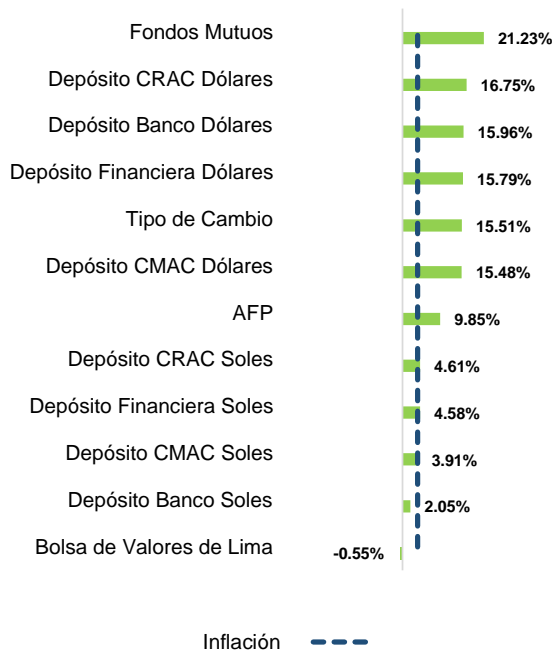 Fondos Mutuos 21.23%
Depósito CRAC Dólares 16.75%
Depósito Banco Dólares 15.96%
Depósito Financiera Dólares 15.79%
Tipo de Cambio 15.51%
Depósito CMAC Dólares 15.48%
AFP 9.85%
Depósito CRAC Soles 4.61%
Depósito Financiera Soles 4.58%
Depósito CMAC Soles 3.91%
Depósito Banco Soles 2.05%
Bolsa de Valores de Lima -0.55%
Inflación